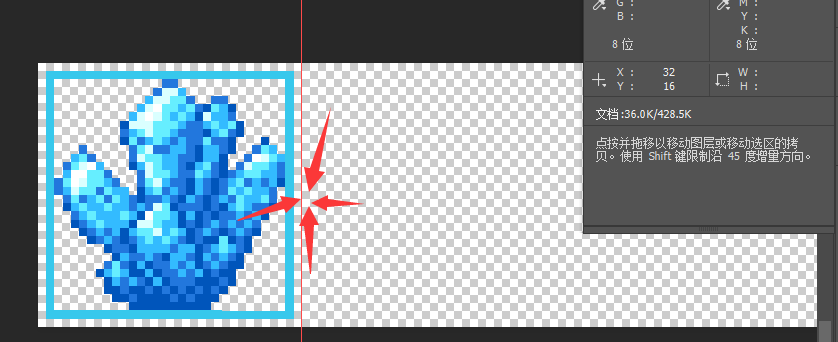 G :
B :
M :
Y :
K :
8 位
8 位
X : 32
Y : 16
W :
H :
文档:36.0K/428.5K
点按并拖移以移动图层或移动选区的拷
贝。使用 Shift 键限制沿 45 度增量方向。